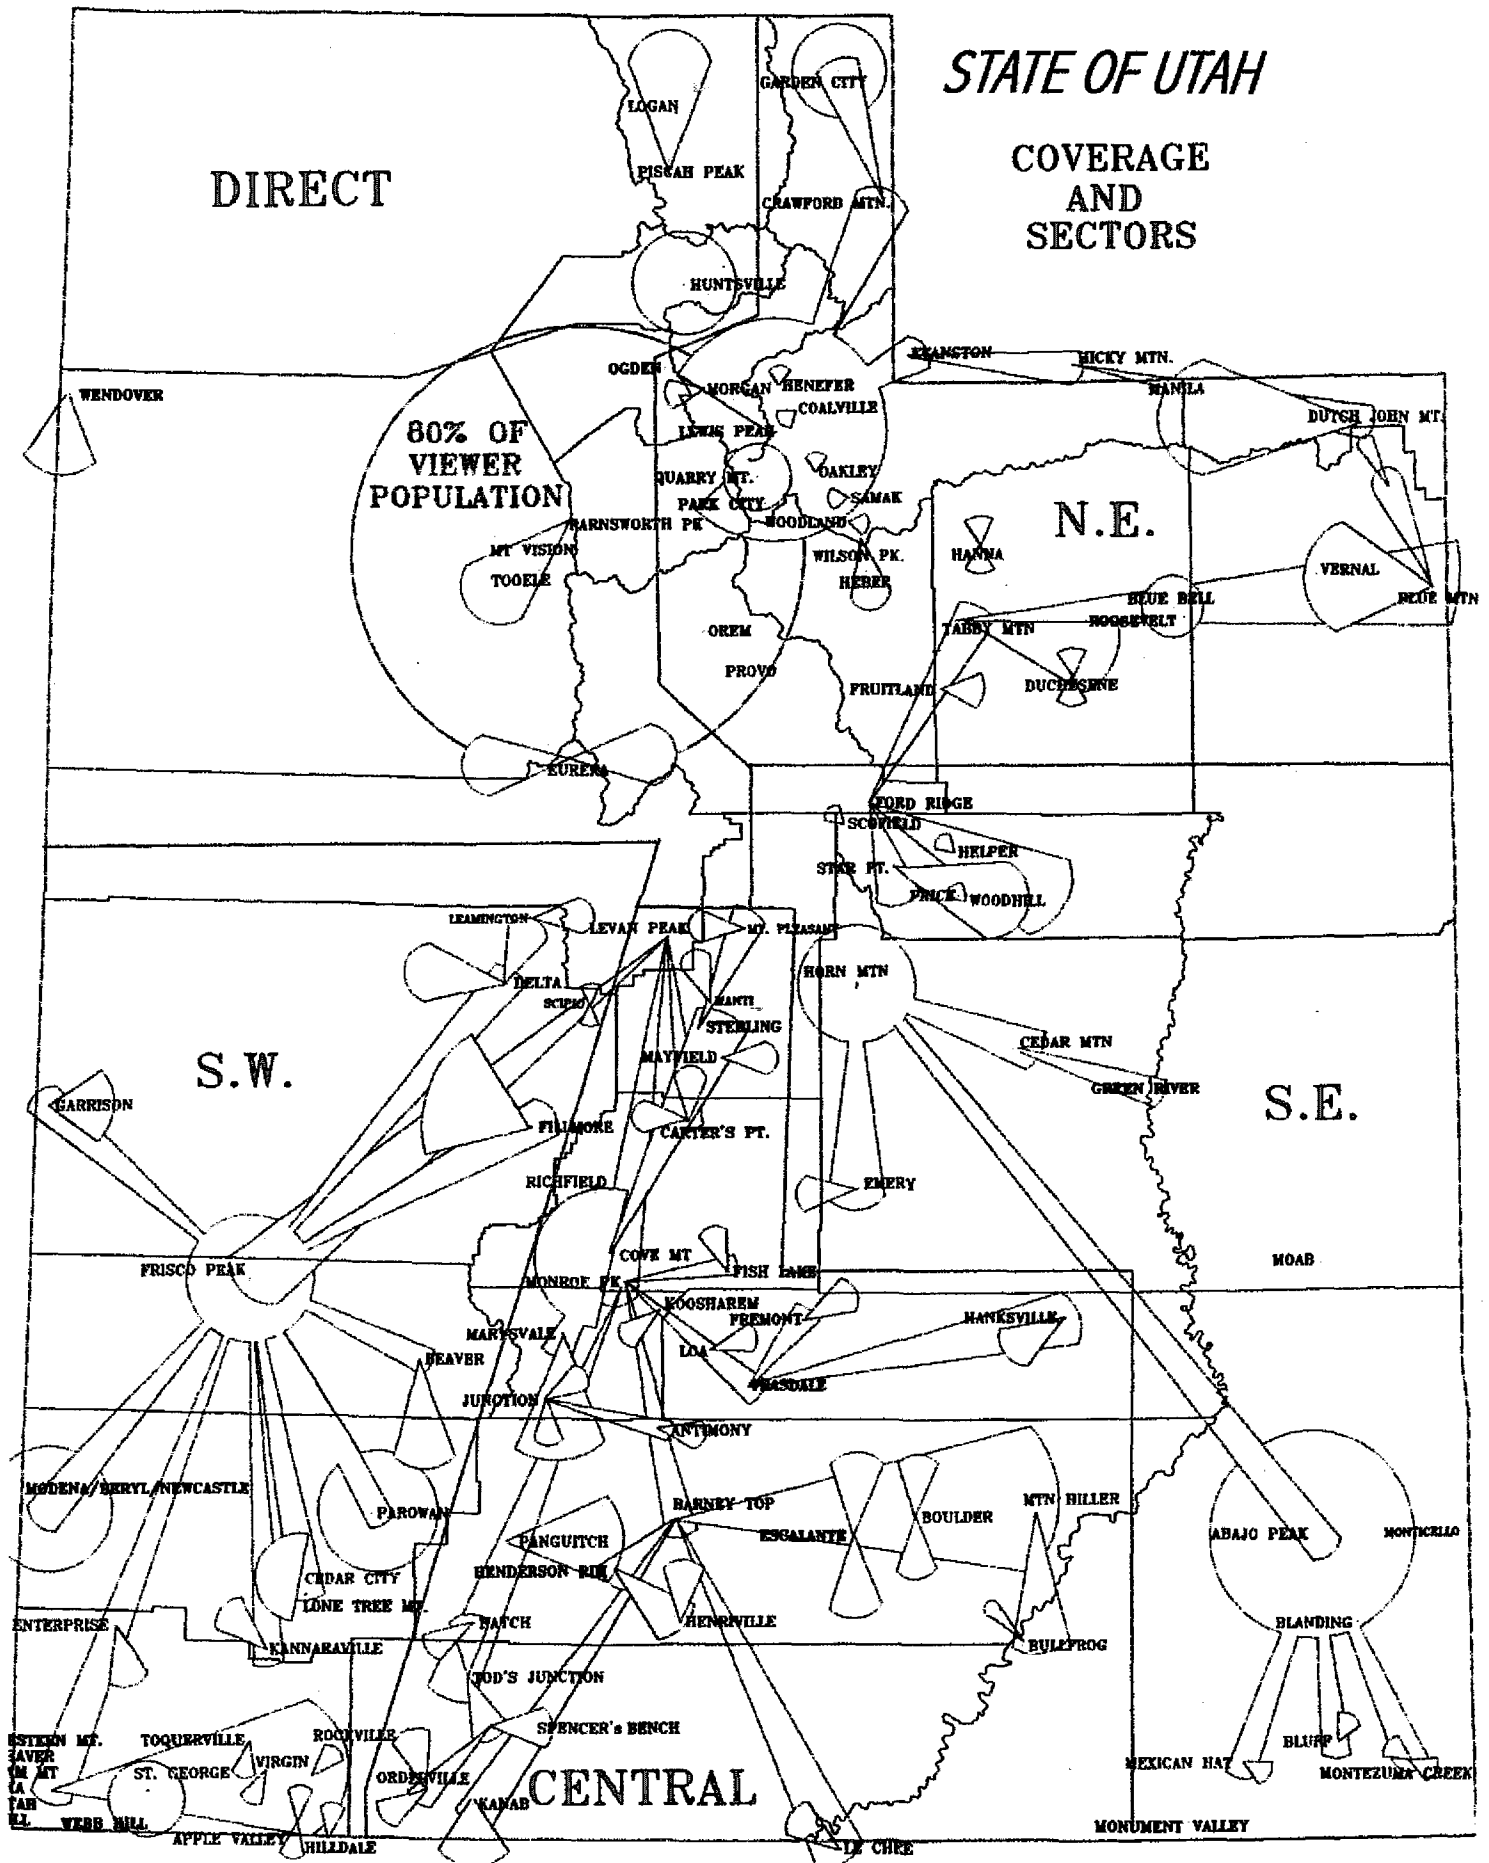 STATE OF UTAH
COVERAGE
AND
SECTORS
LOGAN
GARDEN CITY
PISGAH PEAK
DIRECT
CRAWFORD MTN.
HUNTSVILLE
EVANSTON
HICKY MTN.
OGDEN
MORGAN
HENEFER
MANILA
WENDOVER
COALVILLE
DUTCH JOHN MT.
80% OF
VIEWER
POPULATION
LEWIS PEAK
OAKLEY
QUARRY MT.
SAMAK
PARK CITY
FARNSWORTH PK
WOODLAND
N.E.
MT VISION
WILSON PK.
HANNA
VERNAL
TOOELE
HEBER
BLUE BELL
BLUE MTN
OREM
TABBY MTN
ROOSEVELT
PROVO
FRUITLAND
DUCHESENE
EUREKA
FORD RIDGE
SCOFIELD
HELPER
STAR PT.
PRICE
WOODHILL
LEAMINGTON
LEVAN PEAK
MT. PLEASANT
HORN MTN
DELTA
SCIPIO
MANTI
STERLING
CEDAR MTN
MAYFIELD
S.W.
GREEN RIVER
S.E.
GARRISON
FILLMORE
CARTER'S PT.
RICHFIELD
EMERY
COVE MT
MOAB
FRISCO PEAK
MONROE PK
FISH LAKE
KOOSHAREM
FREMONT
HANKSVILLE
MARYSVALE
LOA
BEAVER
TEASDALE
JUNCTION
ANTIMONY
MODENA/BERYL/NEWCASTLE
PAROWAN
BARNEY TOP
MTN HILLER
BOULDER
ESCALANTE
ABAJO PEAK
MONTICELLO
PANGUITCH
HENDERSON RIM
CEDAR CITY
LONE TREE MT.
ENTERPRISE
HATCH
HENRIVILLE
BLANDING
KANNARAVILLE
BULLFROG
TOD'S JUNCTION
ROCKVILLE
SPENCER's BENCH
ESTERN MT.
TOQUERVILLE
BLUFF
EAVER
VIRGIN
MEXICAN HAT
ST. GEORGE
ORDERVILLE
MONTEZUMA CREEK
CENTRAL
KANAB
WEBB HILL
MONUMENT VALLEY
APPLE VALLEY
HILLDALE
LE CHEE